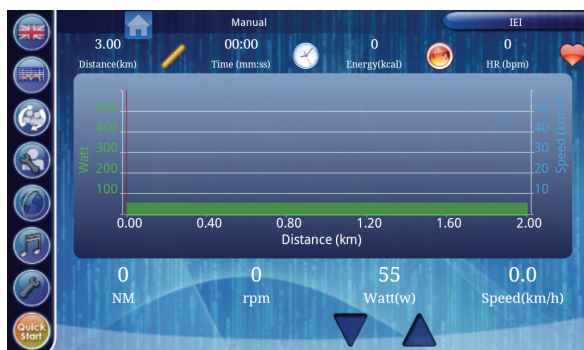 Manual
IEI
3.00
00:00
0
0
Distance(km)
Time (mm:ss)
Energy(kcal)
HR (bpm)
500
400
300
200
100
Watt
50
40
30
20
10
Speed (km/h)
0.00 0.40 0.80 1.20 1.60 2.00
Distance (km)
0
0
55
0.0
NM
rpm
Watt(w)
Speed(km/h)
Quick
Start